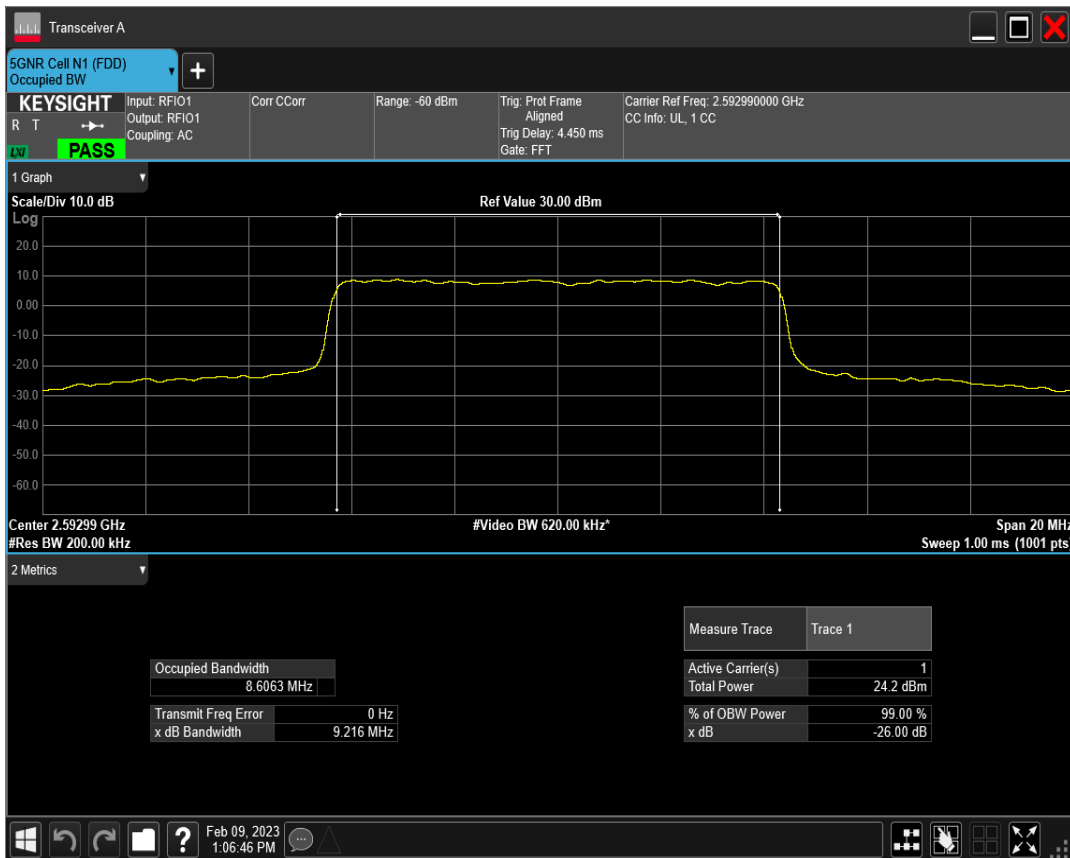 Transceiver A
5GNR Cell N1 (FDD)
Occupied BW
+
KEYSIGHT
R T
LXI
PASS
Input: RFIO1
Output: RFIO1
Coupling: AC
Corr CCorr
Range: -60 dBm
Trig: Prot Frame
Aligned
Trig Delay: 4.450 ms
Gate: FFT
Carrier Ref Freq: 2.592990000 GHz
CC Info: UL, 1 CC
1 Graph
Scale/Div 10.0 dB
Ref Value 30.00 dBm
Log
20.0
10.0
0.00
-10.0
-20.0
-30.0
-40.0
-50.0
-60.0
Center 2.59299 GHz
#Video BW 620.00 kHz*
Span 20 MHz
#Res BW 200.00 kHz
Sweep 1.00 ms (1001 pts)
2 Metrics
Measure Trace Trace 1
Occupied Bandwidth
8.6063 MHz
Active Carrier(s) 1
Total Power 24.2 dBm
Transmit Freq Error 0 Hz
x dB Bandwidth 9.216 MHz
% of OBW Power 99.00 %
x dB -26.00 dB
?
Feb 09, 2023
1:06:46 PM